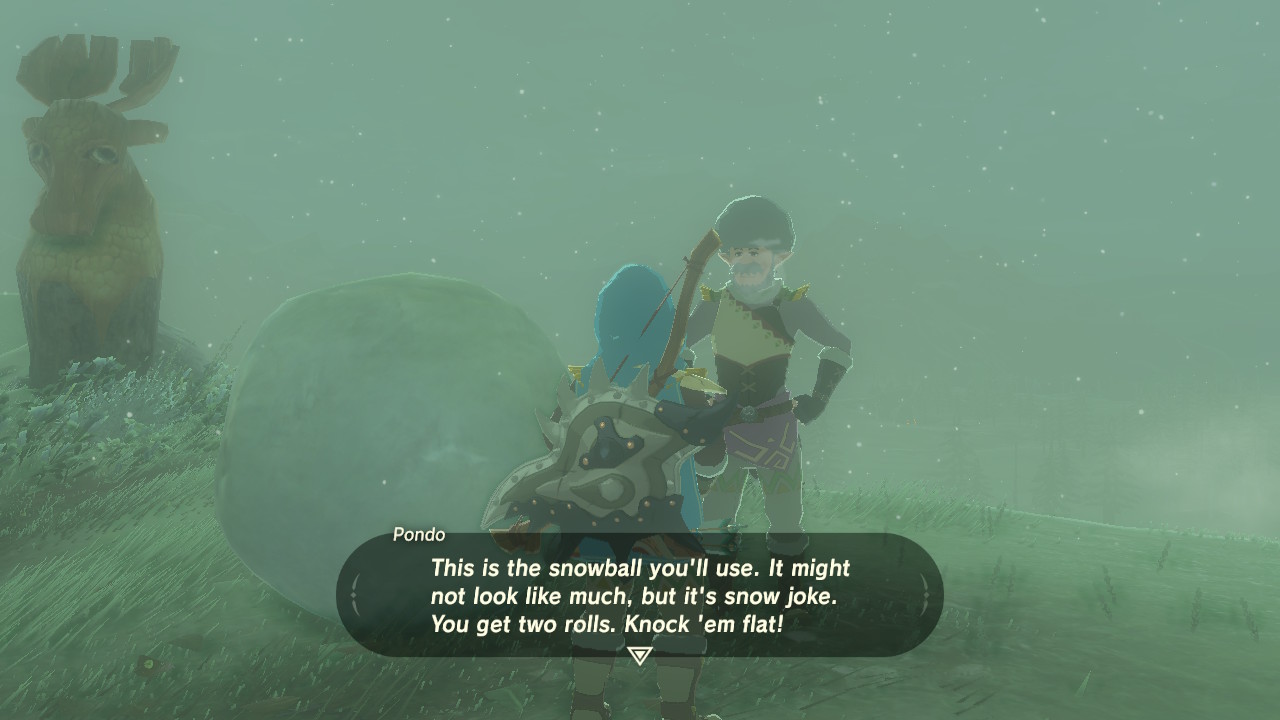 Pondo
This is the snowball you'll use. It might
not look like much, but it's snow joke.
You get two rolls. Knock 'em flat!